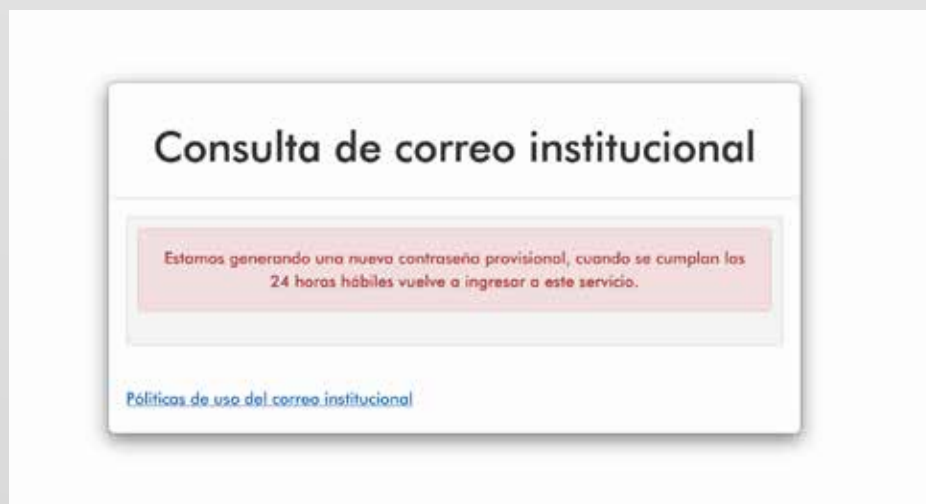 Consulta de correo institucional
Estamos generando una nueva contraseña provisional, cuando se cumplan las
24 horas hábiles vuelve a ingresar a este servicio.
Póliticas de uso del correo institucional